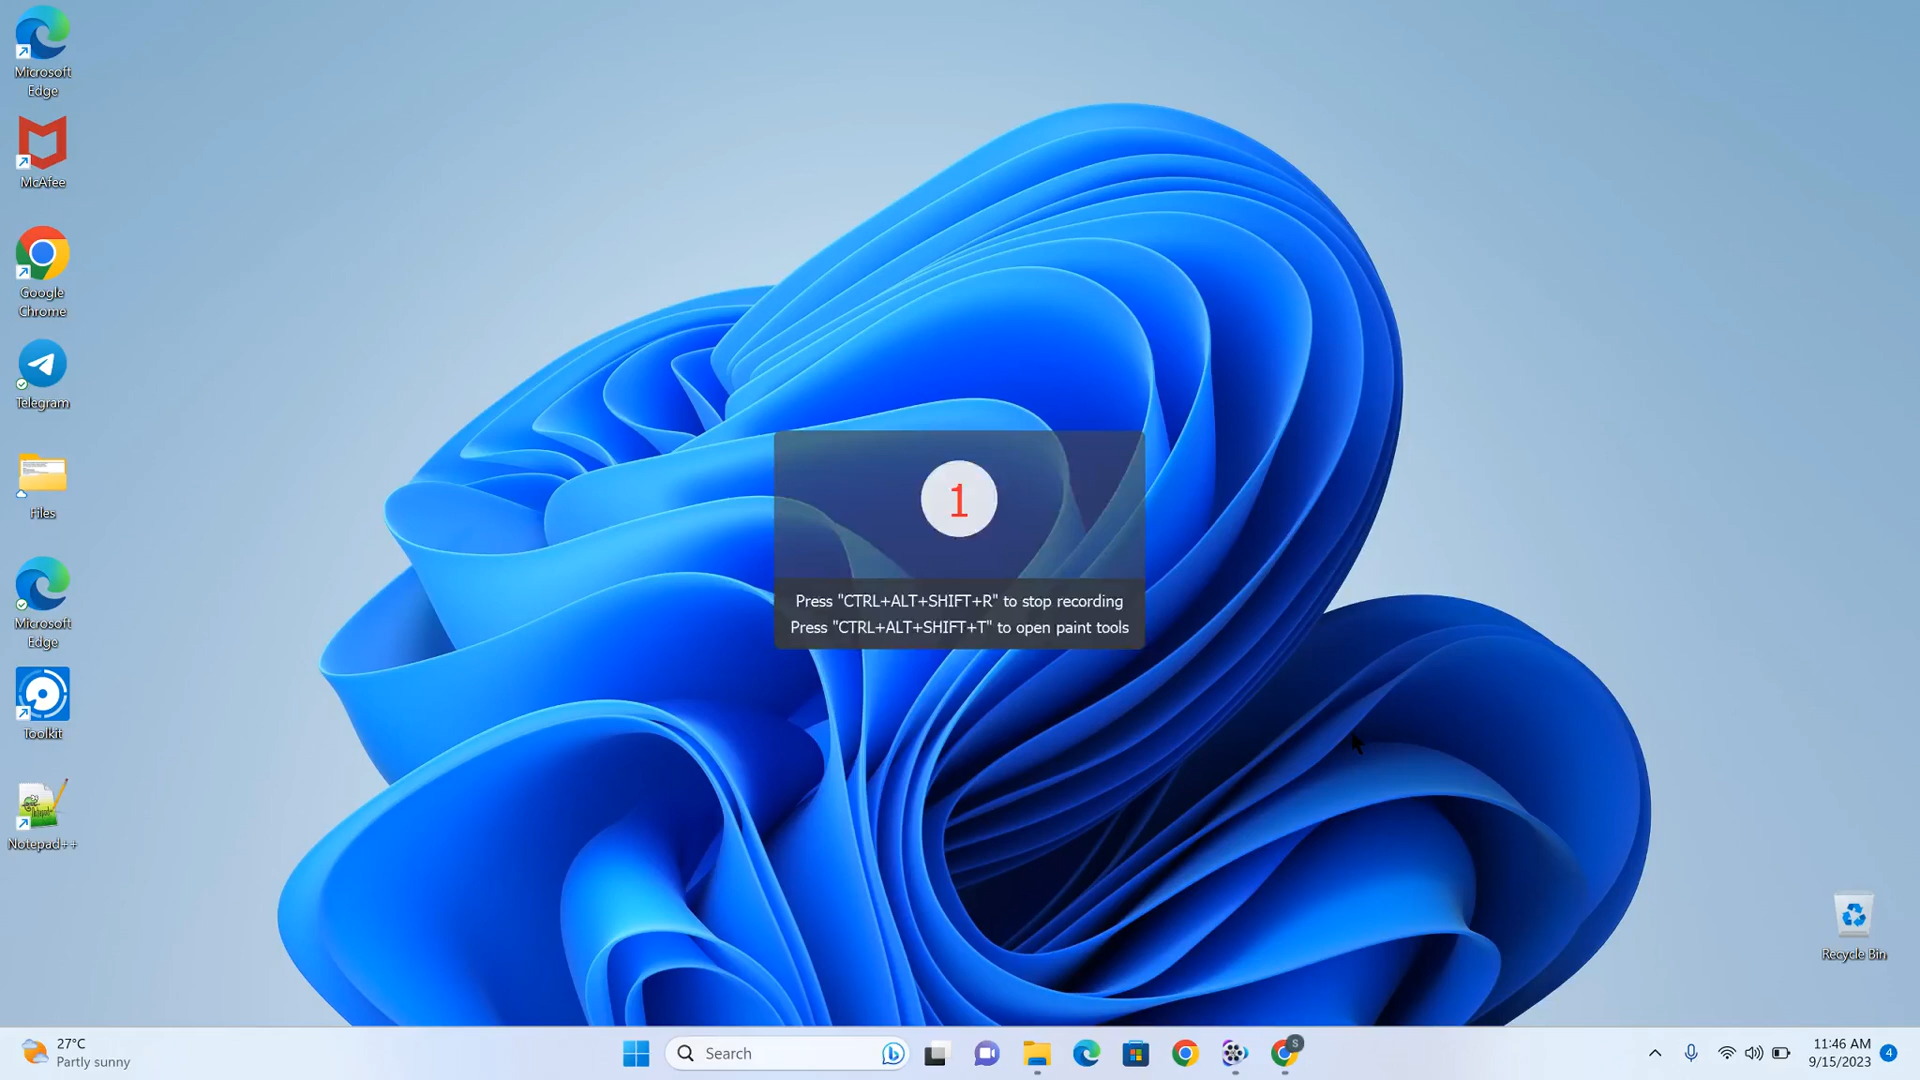 Microsoft
Edge
McAfee
Google
Chrome
Telegram
Files
Microsoft
Edge
Toolkit
Notepad++
1
Press "CTRL+ALT+SHIFT+R" to stop recording
Press "CTRL+ALT+SHIFT+T" to open paint tools
Recycle Bin
27°C
Partly sunny
Search
S
11:46 AM
9/15/2023
4